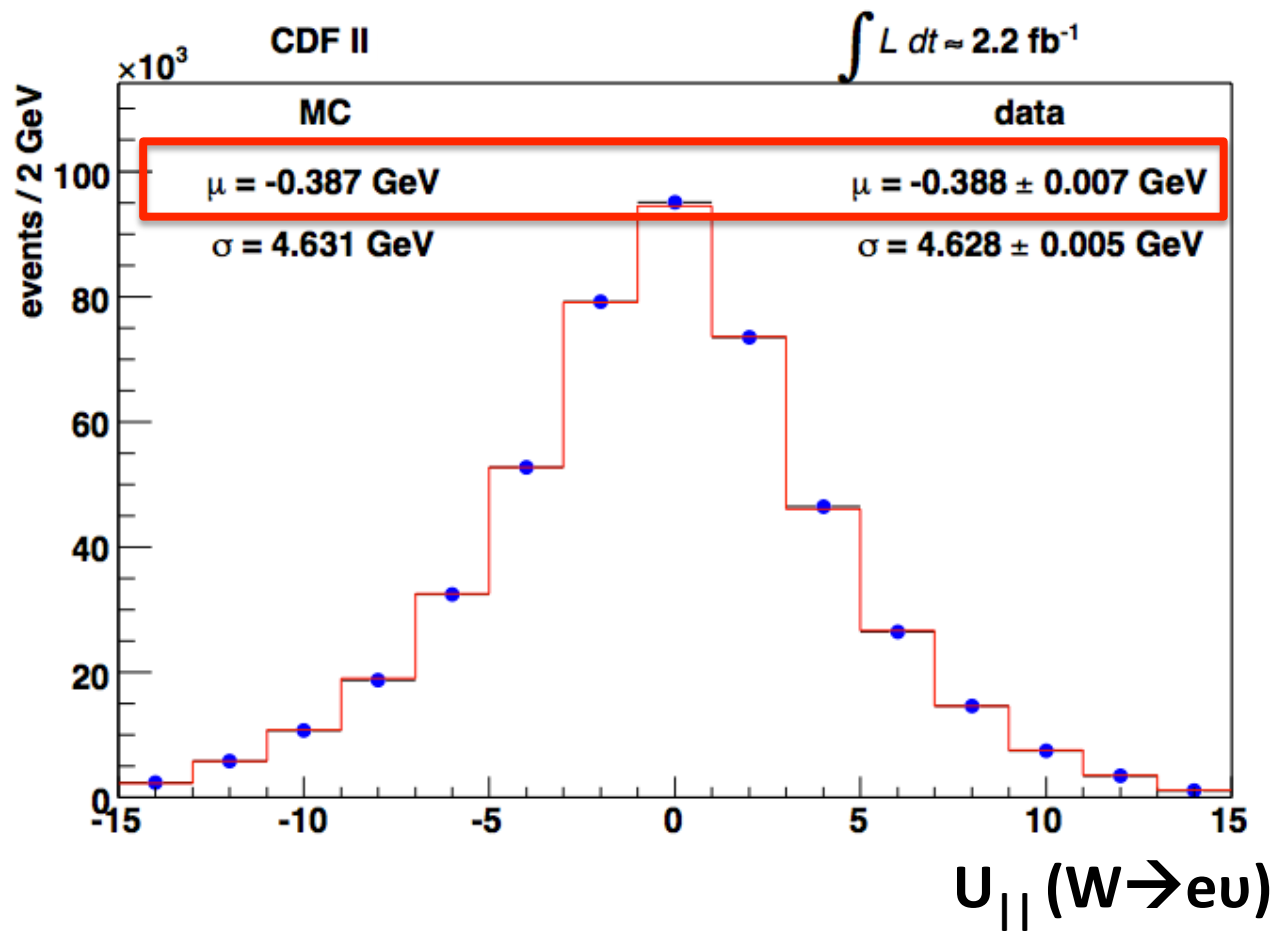 CDF II ∫ L dt ≈ 2.2 fb⁻¹
×10³
MC data
μ = -0.387 GeV μ = -0.388 ± 0.007 GeV
σ = 4.631 GeV σ = 4.628 ± 0.005 GeV
events / 2 GeV
100
80
60
40
20
0
-15 -10 -5 0 5 10 15
U|| (W→eυ)